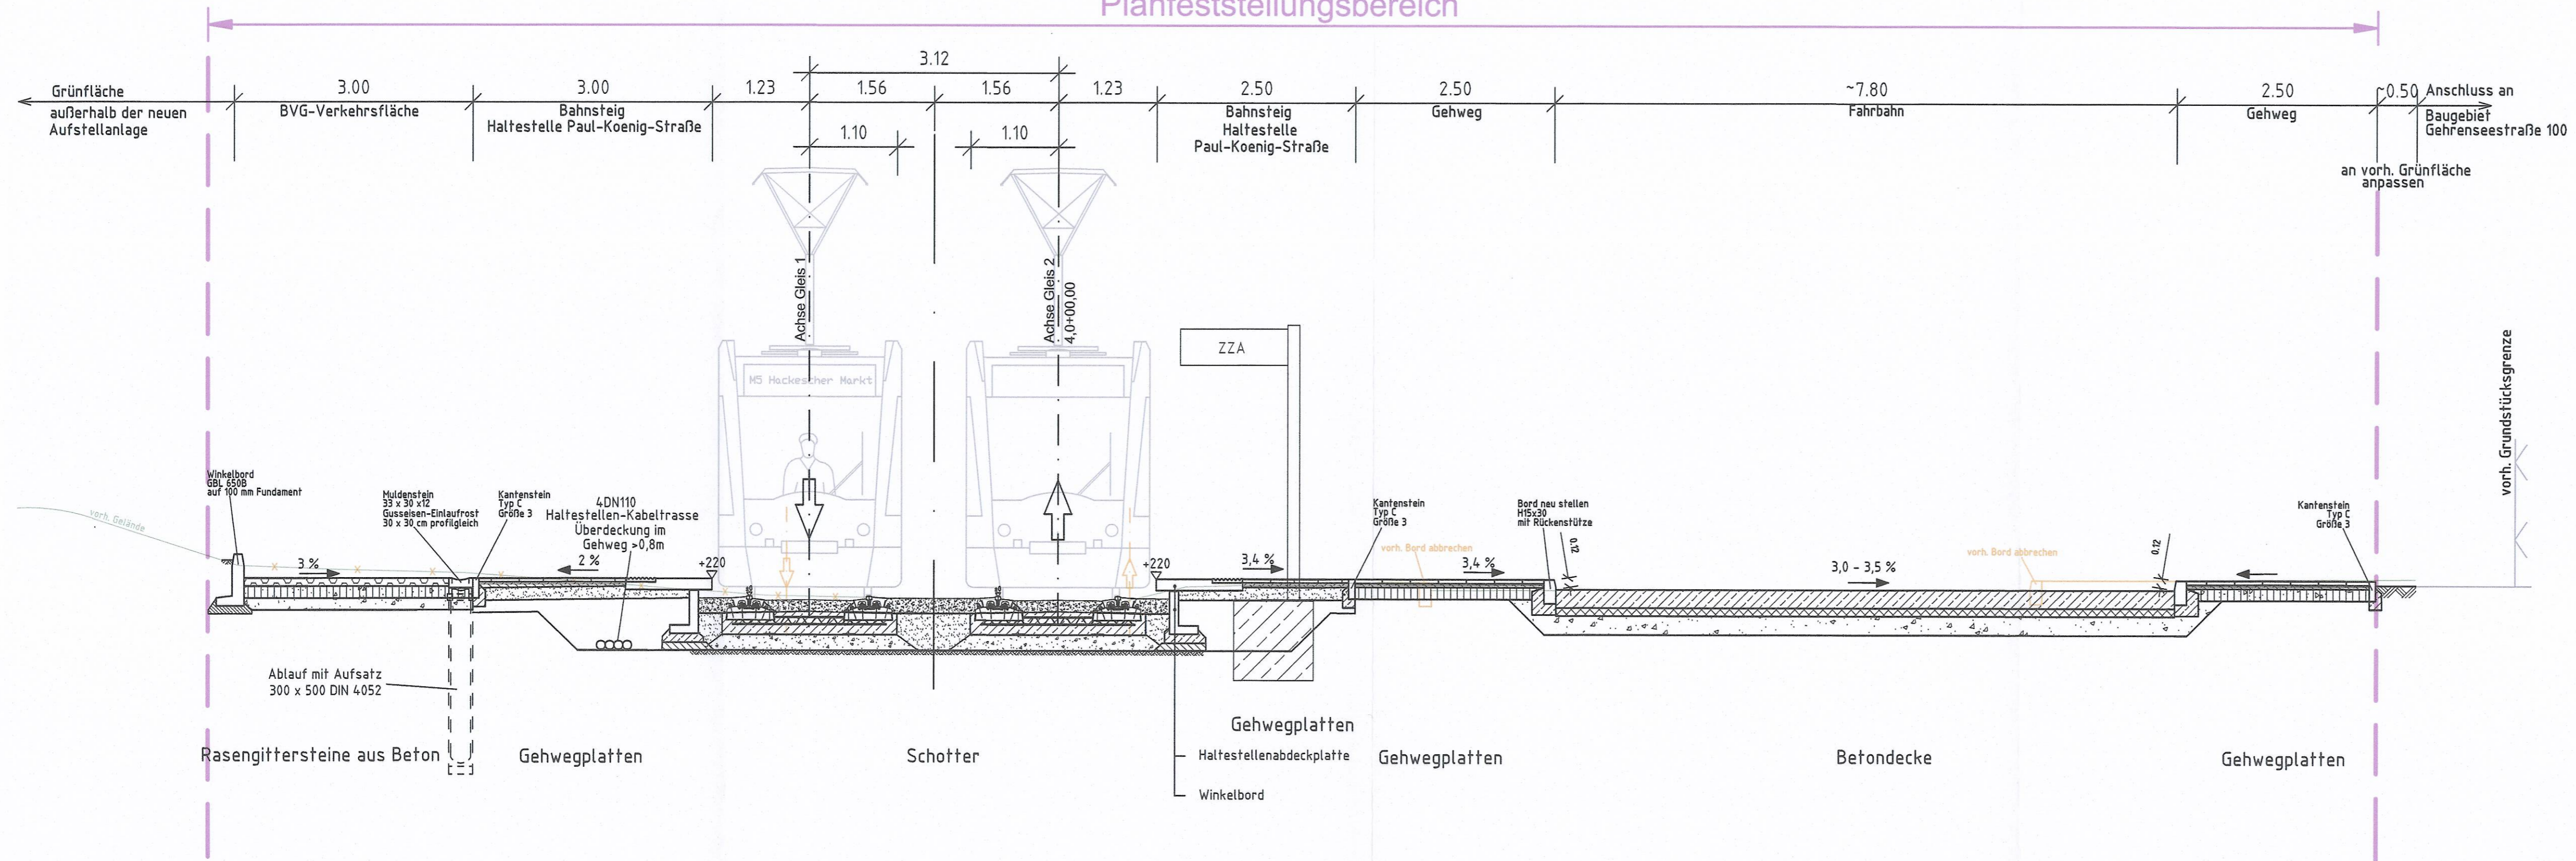 Planfeststellungsbereich
3.12
Grünfläche
außerhalb der neuen
Aufstellanlage
3.00
BVG-Verkehrsfläche
3.00
Bahnsteig
Haltestelle Paul-Koenig-Straße
1.23
1.56
1.56
1.23
1.10
1.10
2.50
Bahnsteig
Haltestelle
Paul-Koenig-Straße
2.50
Gehweg
~7.80
Fahrbahn
2.50
Gehweg
~0.50
Anschluss an
Baugebiet
Gehrenseestraße 100
an vorh. Grünfläche
anpassen
Achse Gleis 1
Achse Gleis 2
4,0+00,00
ZZA
M5 Hackescher Markt
vorh. Grundstücksgrenze
vorh. Gelände
Winkelbord
GBL 650B
auf 100 mm Fundament
Muldenstein
33 x 30 x12
Gusseisen-Einlaufrost
30 x 30 cm profilgleich
Kantenstein
Typ C
Größe 3
4DN110
Haltestellen-Kabeltrasse
Überdeckung im
Gehweg >0,8m
3 %
2 %
+220
+220
3,4 %
Kantenstein
Typ C
Größe 3
vorh. Bord abbrechen
3,4 %
Bord neu stellen
H15x30
mit Rückenstütze
0,12
3,0 - 3,5 %
vorh. Bord abbrechen
0,12
Kantenstein
Typ C
Größe 3
Ablauf mit Aufsatz
300 x 500 DIN 4052
Rasengittersteine aus Beton
Gehwegplatten
Schotter
Gehwegplatten
Haltestellenabdeckplatte
Winkelbord
Gehwegplatten
Betondecke
Gehwegplatten